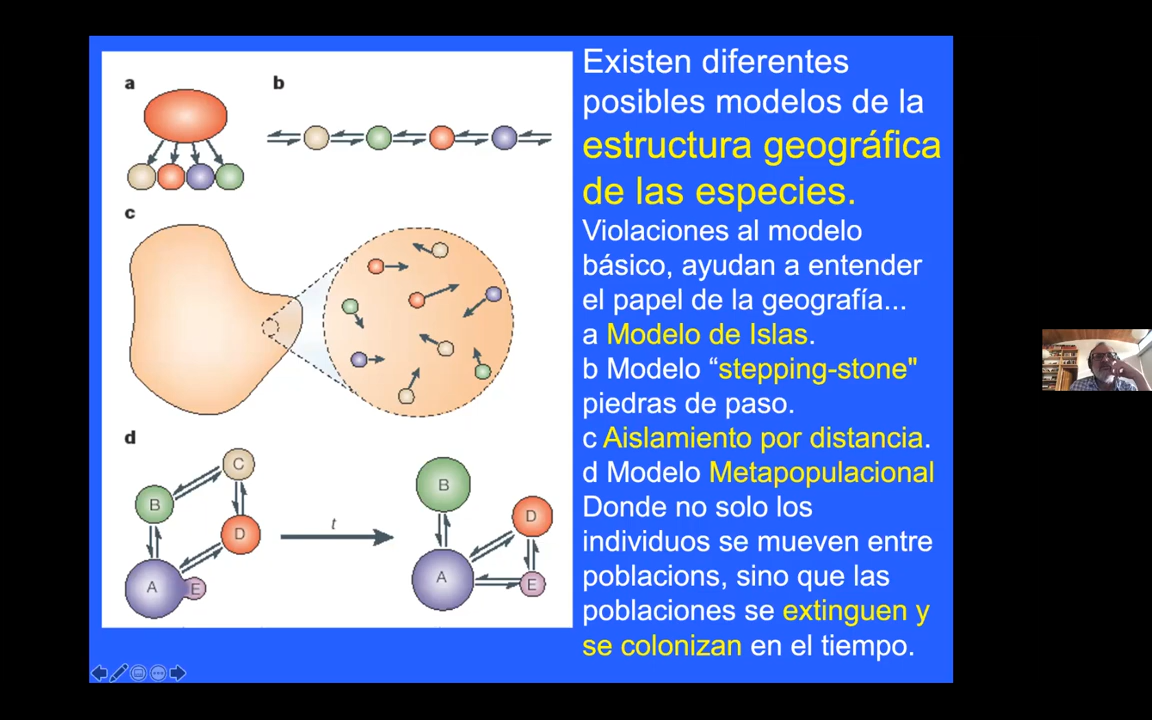 a
b
c
d
C
B
D
A
E
t
B
D
A
E
Existen diferentes
posibles modelos de la
estructura geográfica
de las especies.
Violaciones al modelo
básico, ayudan a entender
el papel de la geografía...
a Modelo de Islas.
b Modelo “stepping-stone"
piedras de paso.
c Aislamiento por distancia.
d Modelo Metapopulacional
Donde no solo los
individuos se mueven entre
poblacions, sino que las
poblaciones se extinguen y
se colonizan en el tiempo.